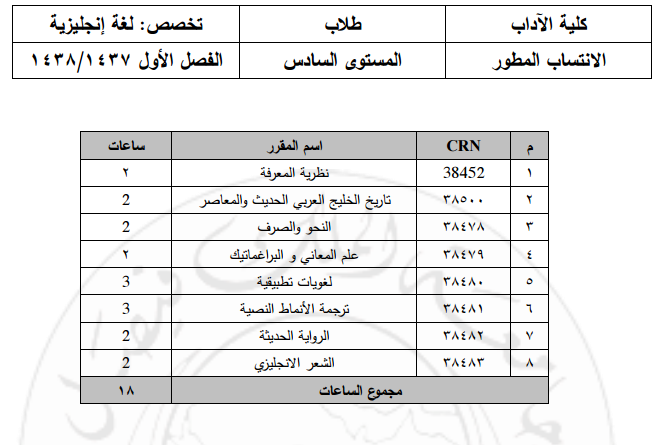 كلية الآداب طلاب تخصص: لغة إنجليزية
الانتساب المطور المستوى السادس الفصل الأول ١٤٣٨/١٤٣٧
م CRN اسم المقرر ساعات
١ 38452 نظرية المعرفة ٢
٢ ٣٨٥٠٠ تاريخ الخليج العربي الحديث والمعاصر 2
٣ ٣٨٤٧٨ النحو والصرف 2
٤ ٣٨٤٧٩ علم المعاني و البراغماتيك ٢
٥ ٣٨٤٨٠ لغويات تطبيقية 3
٦ ٣٨٤٨١ ترجمة الأنماط النصية 3
٧ ٣٨٤٨٢ الرواية الحديثة 2
٨ ٣٨٤٨٣ الشعر الانجليزي 2
مجموع الساعات ١٨